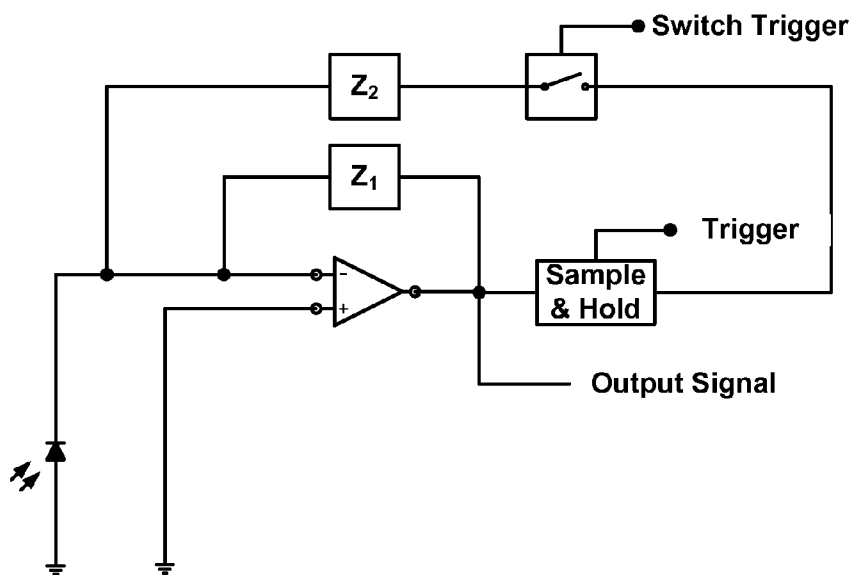 Switch Trigger
Z₂
Z₁
Trigger
Sample
& Hold
-
+
Output Signal